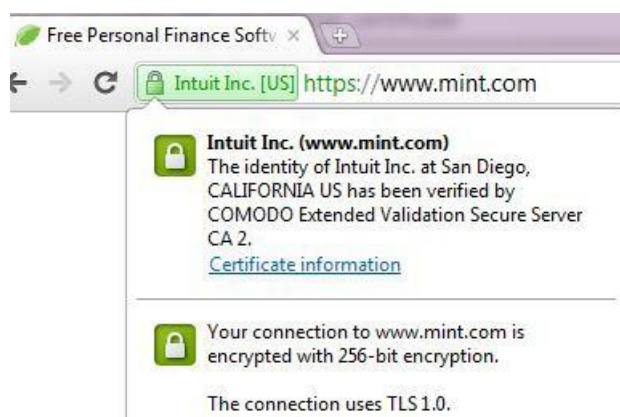 Free Personal Finance Softv
Intuit Inc. [US] https://www.mint.com
Intuit Inc. (www.mint.com)
The identity of Intuit Inc. at San Diego,
CALIFORNIA US has been verified by
COMODO Extended Validation Secure Server
CA 2.
Certificate information
Your connection to www.mint.com is
encrypted with 256-bit encryption.
The connection uses TLS 1.0.